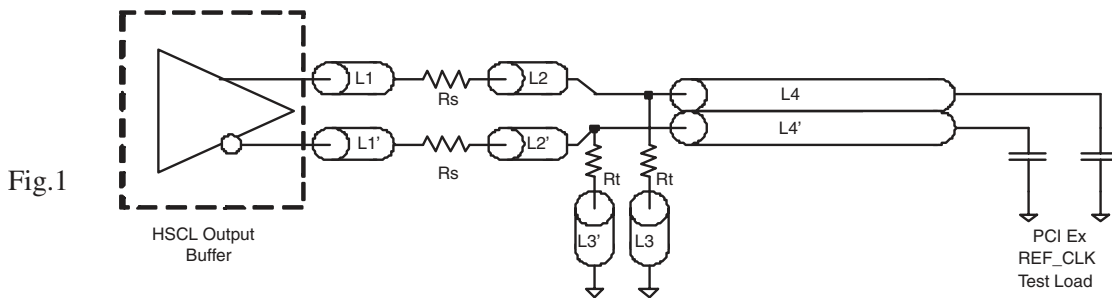 Fig.1
HSCL Output
Buffer
L1
Rs
L2
L1'
Rs
L2'
Rt
Rt
L3'
L3
L4
L4'
PCI Ex
REF_CLK
Test Load